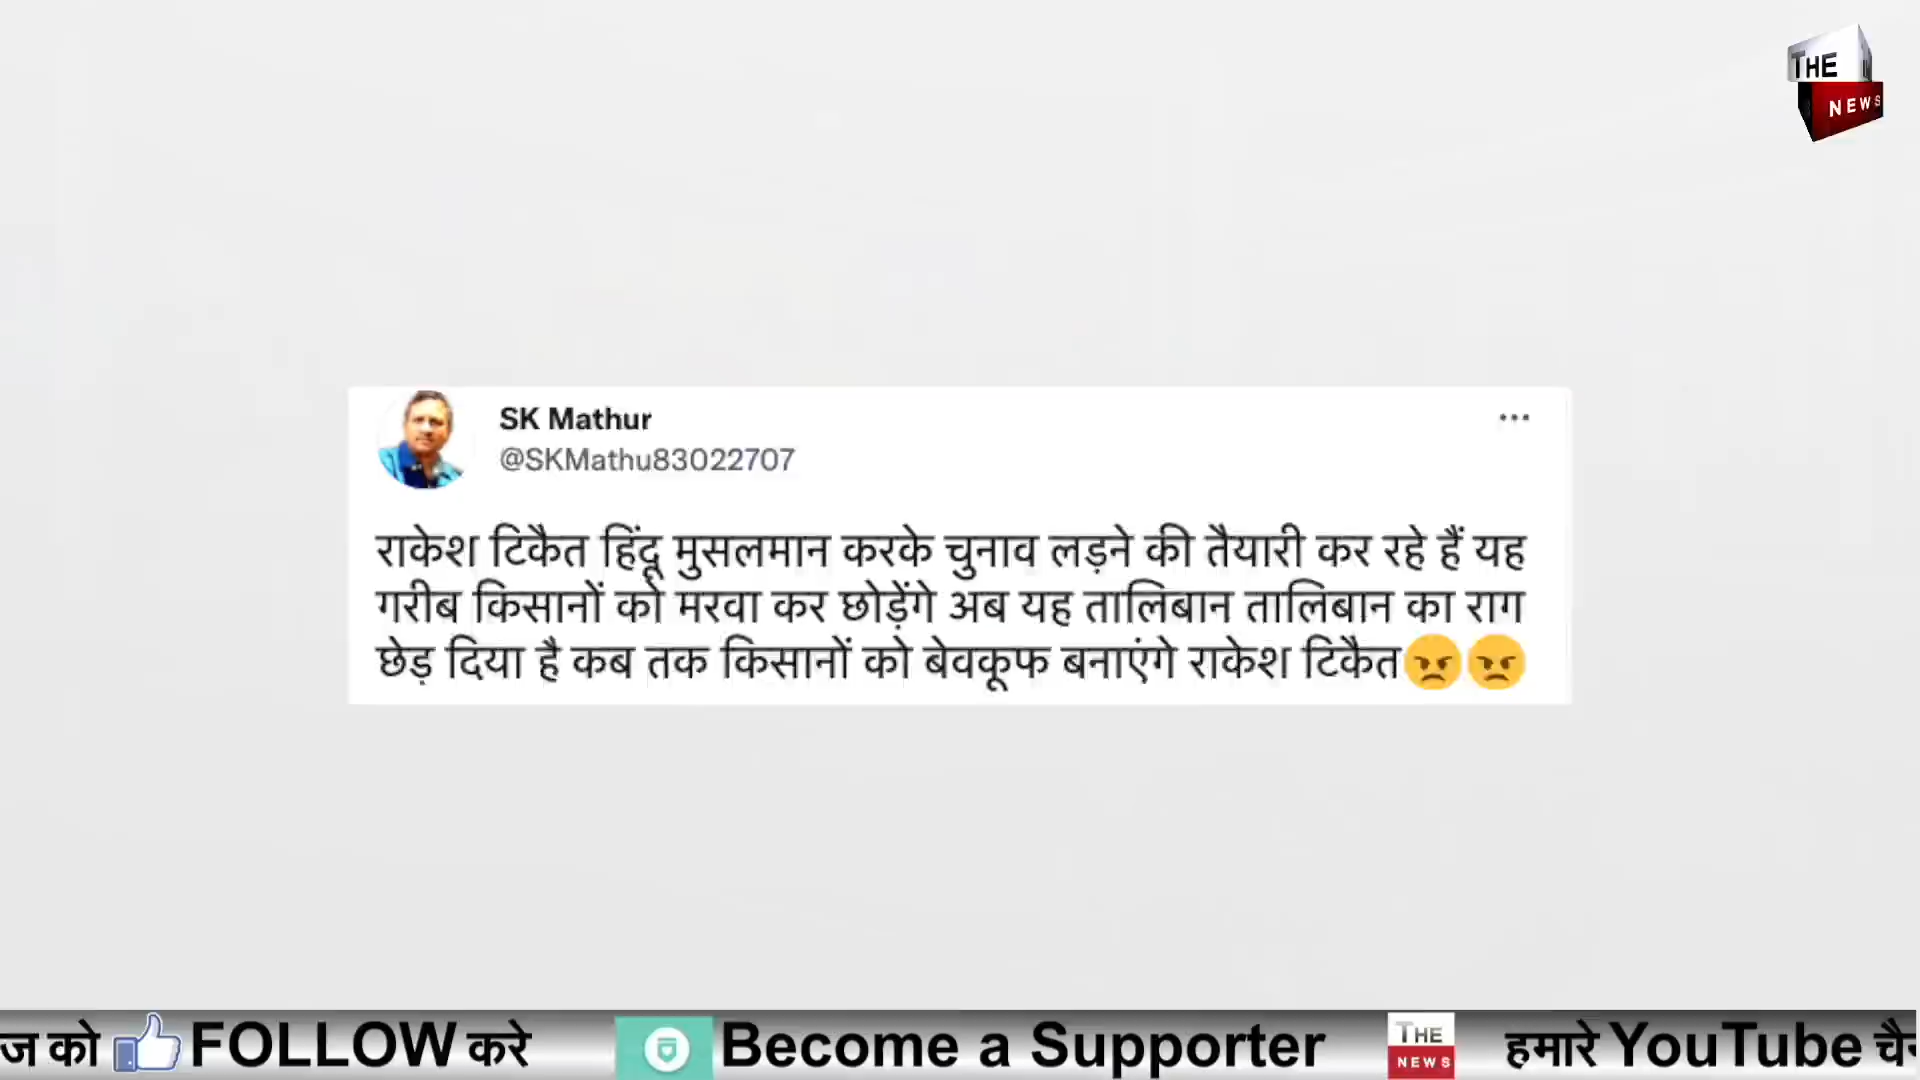 THE
NEWS
SK Mathur
@SKMathu83022707
राकेश टिकैत हिंदू मुसलमान करके चुनाव लड़ने की तैयारी कर रहे हैं यह
गरीब किसानों को मरवा कर छोड़ेंगे अब यह तालिबान तालिबान का राग
छेड़ दिया है कब तक किसानों को बेवकूफ बनाएंगे राकेश टिकैत😠😠
ज को FOLLOW करे Become a Supporter THE NEWS हमारे YouTube चै